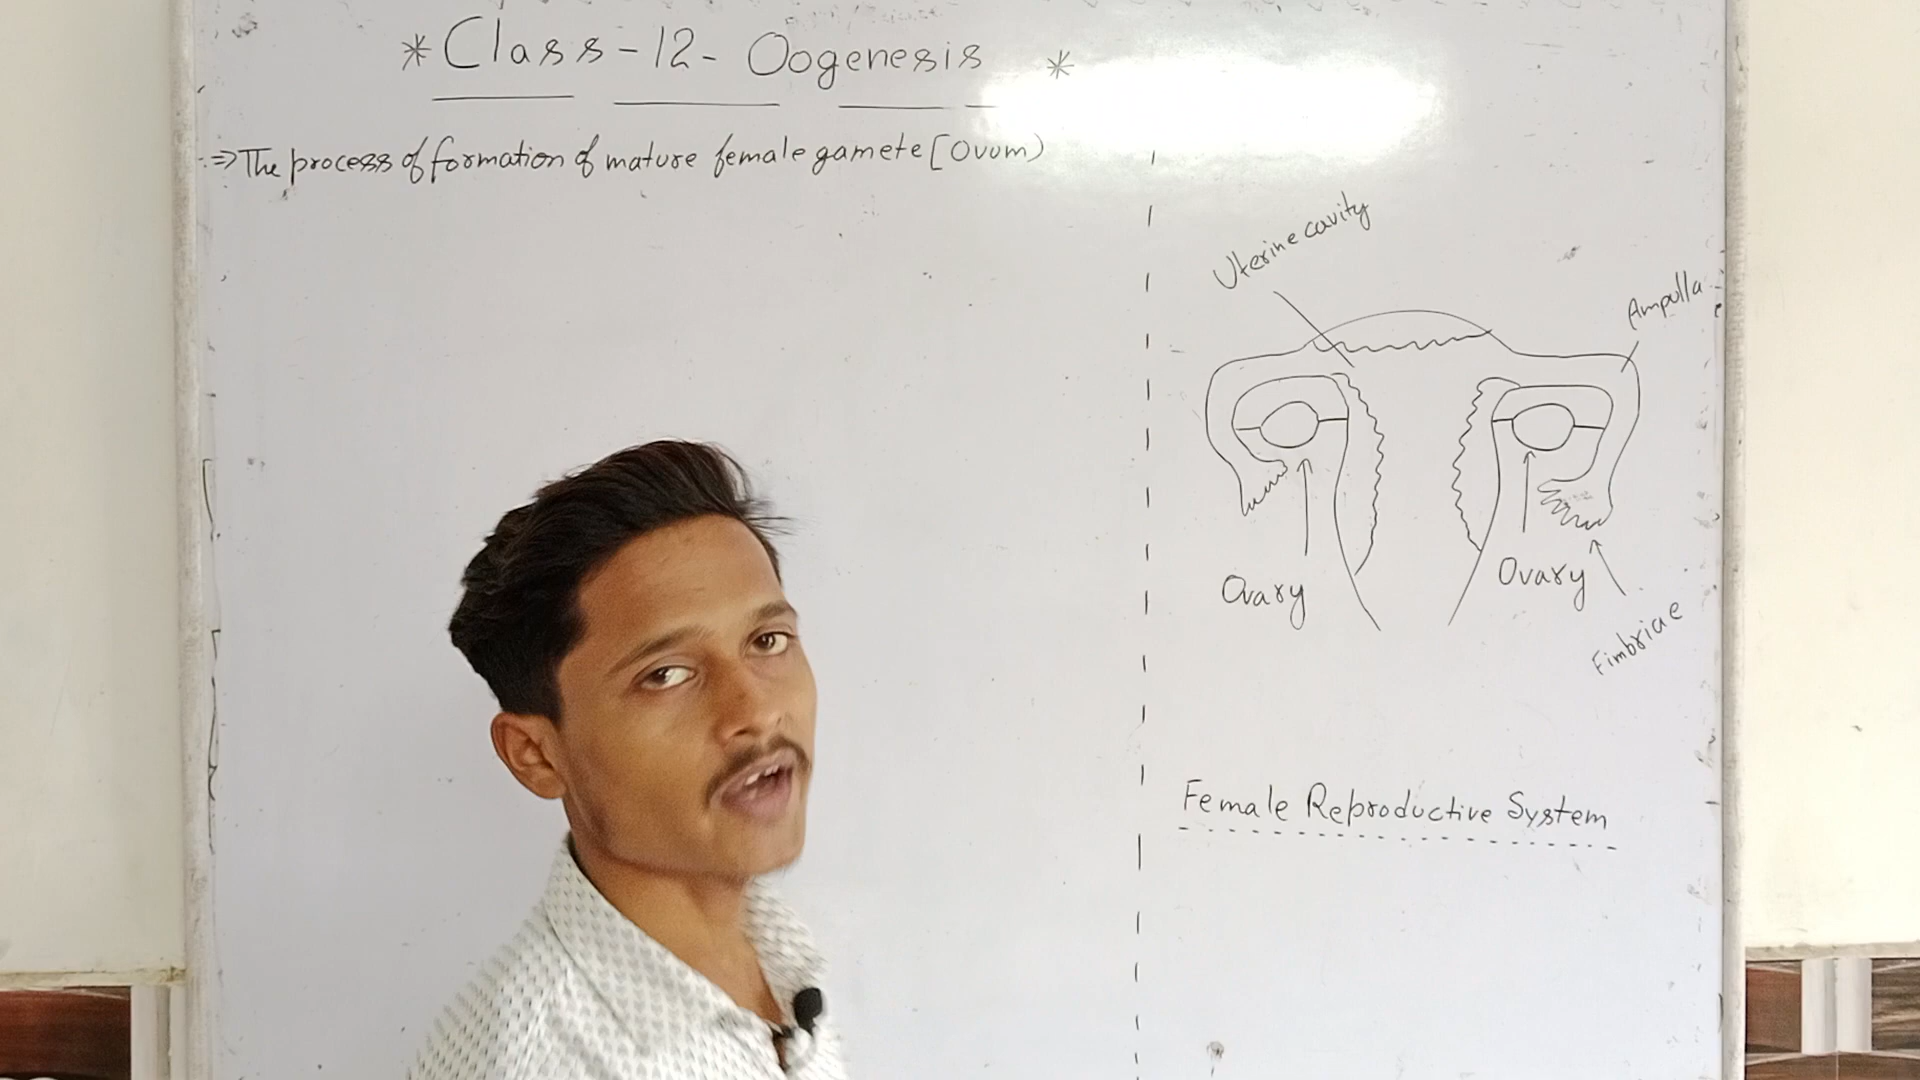 * Class-12- Oogenesis *
⇒ The process of formation of mature female gamete [Ovum)
Uterine cavity
Ampulla
Ovary
Ovary
Fimbriae
Female Reproductive System